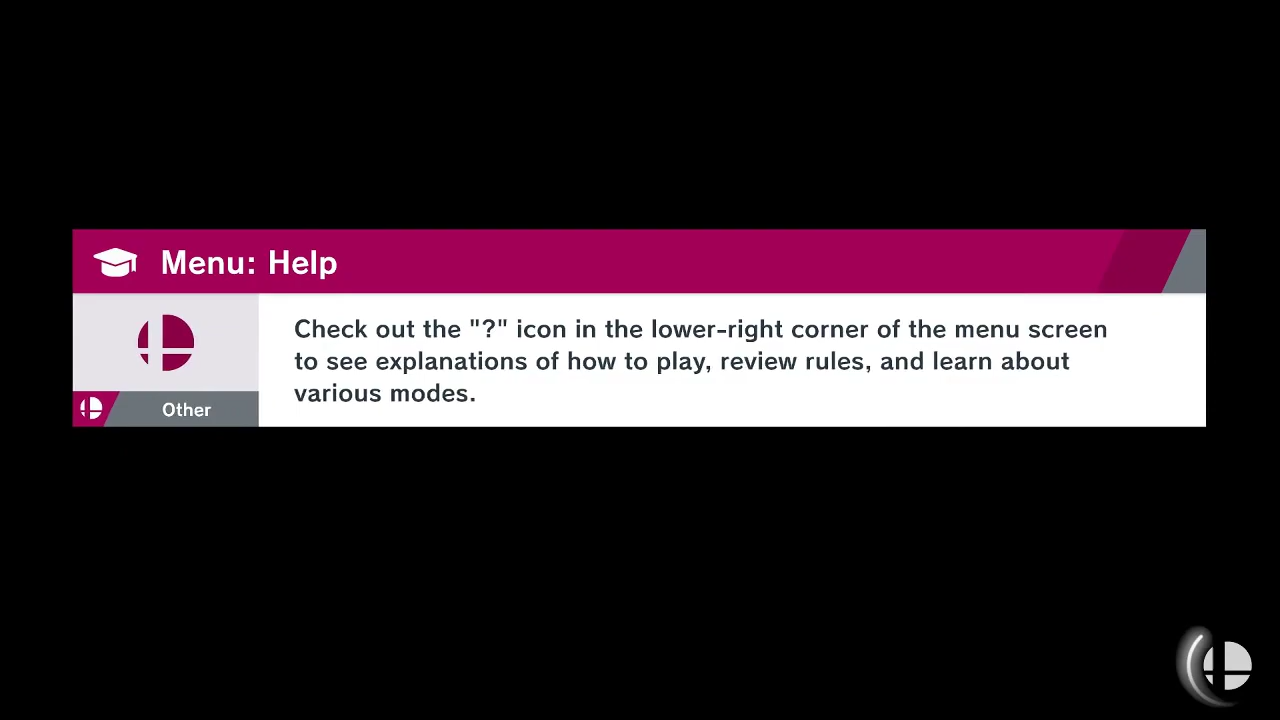 Menu: Help
Check out the "?" icon in the lower-right corner of the menu screen
to see explanations of how to play, review rules, and learn about
various modes.
Other